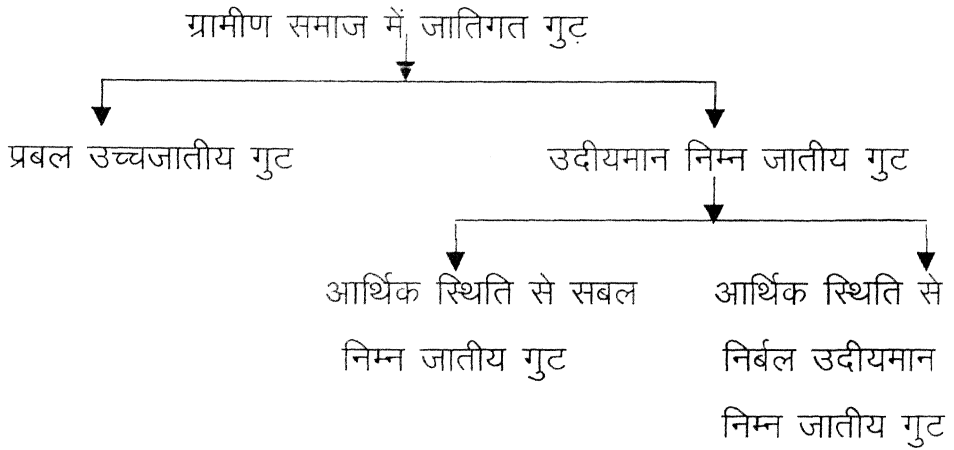 ग्रामीण समाज में जातिगत गुट
प्रबल उच्चजातीय गुट
उदीयमान निम्न जातीय गुट
आर्थिक स्थिति से सबल
निम्न जातीय गुट
आर्थिक स्थिति से
निर्बल उदीयमान
निम्न जातीय गुट